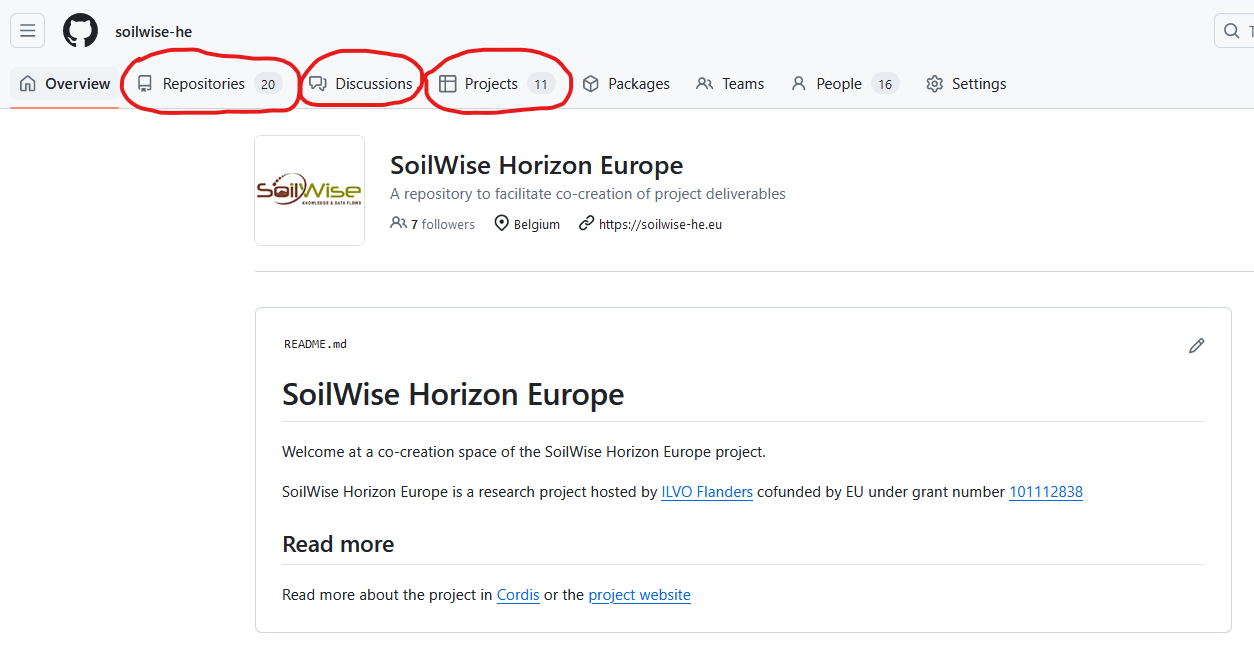 soilwise-he
Overview Repositories 20 Discussions Projects 11 Packages Teams People 16 Settings
SoilWise
KNOWLEDGE & DATA FLOWS
SoilWise Horizon Europe
A repository to facilitate co-creation of project deliverables
7 followers Belgium https://soilwise-he.eu
README.md
SoilWise Horizon Europe
Welcome at a co-creation space of the SoilWise Horizon Europe project.
SoilWise Horizon Europe is a research project hosted by ILVO Flanders cofunded by EU under grant number 101112838
Read more
Read more about the project in Cordis or the project website